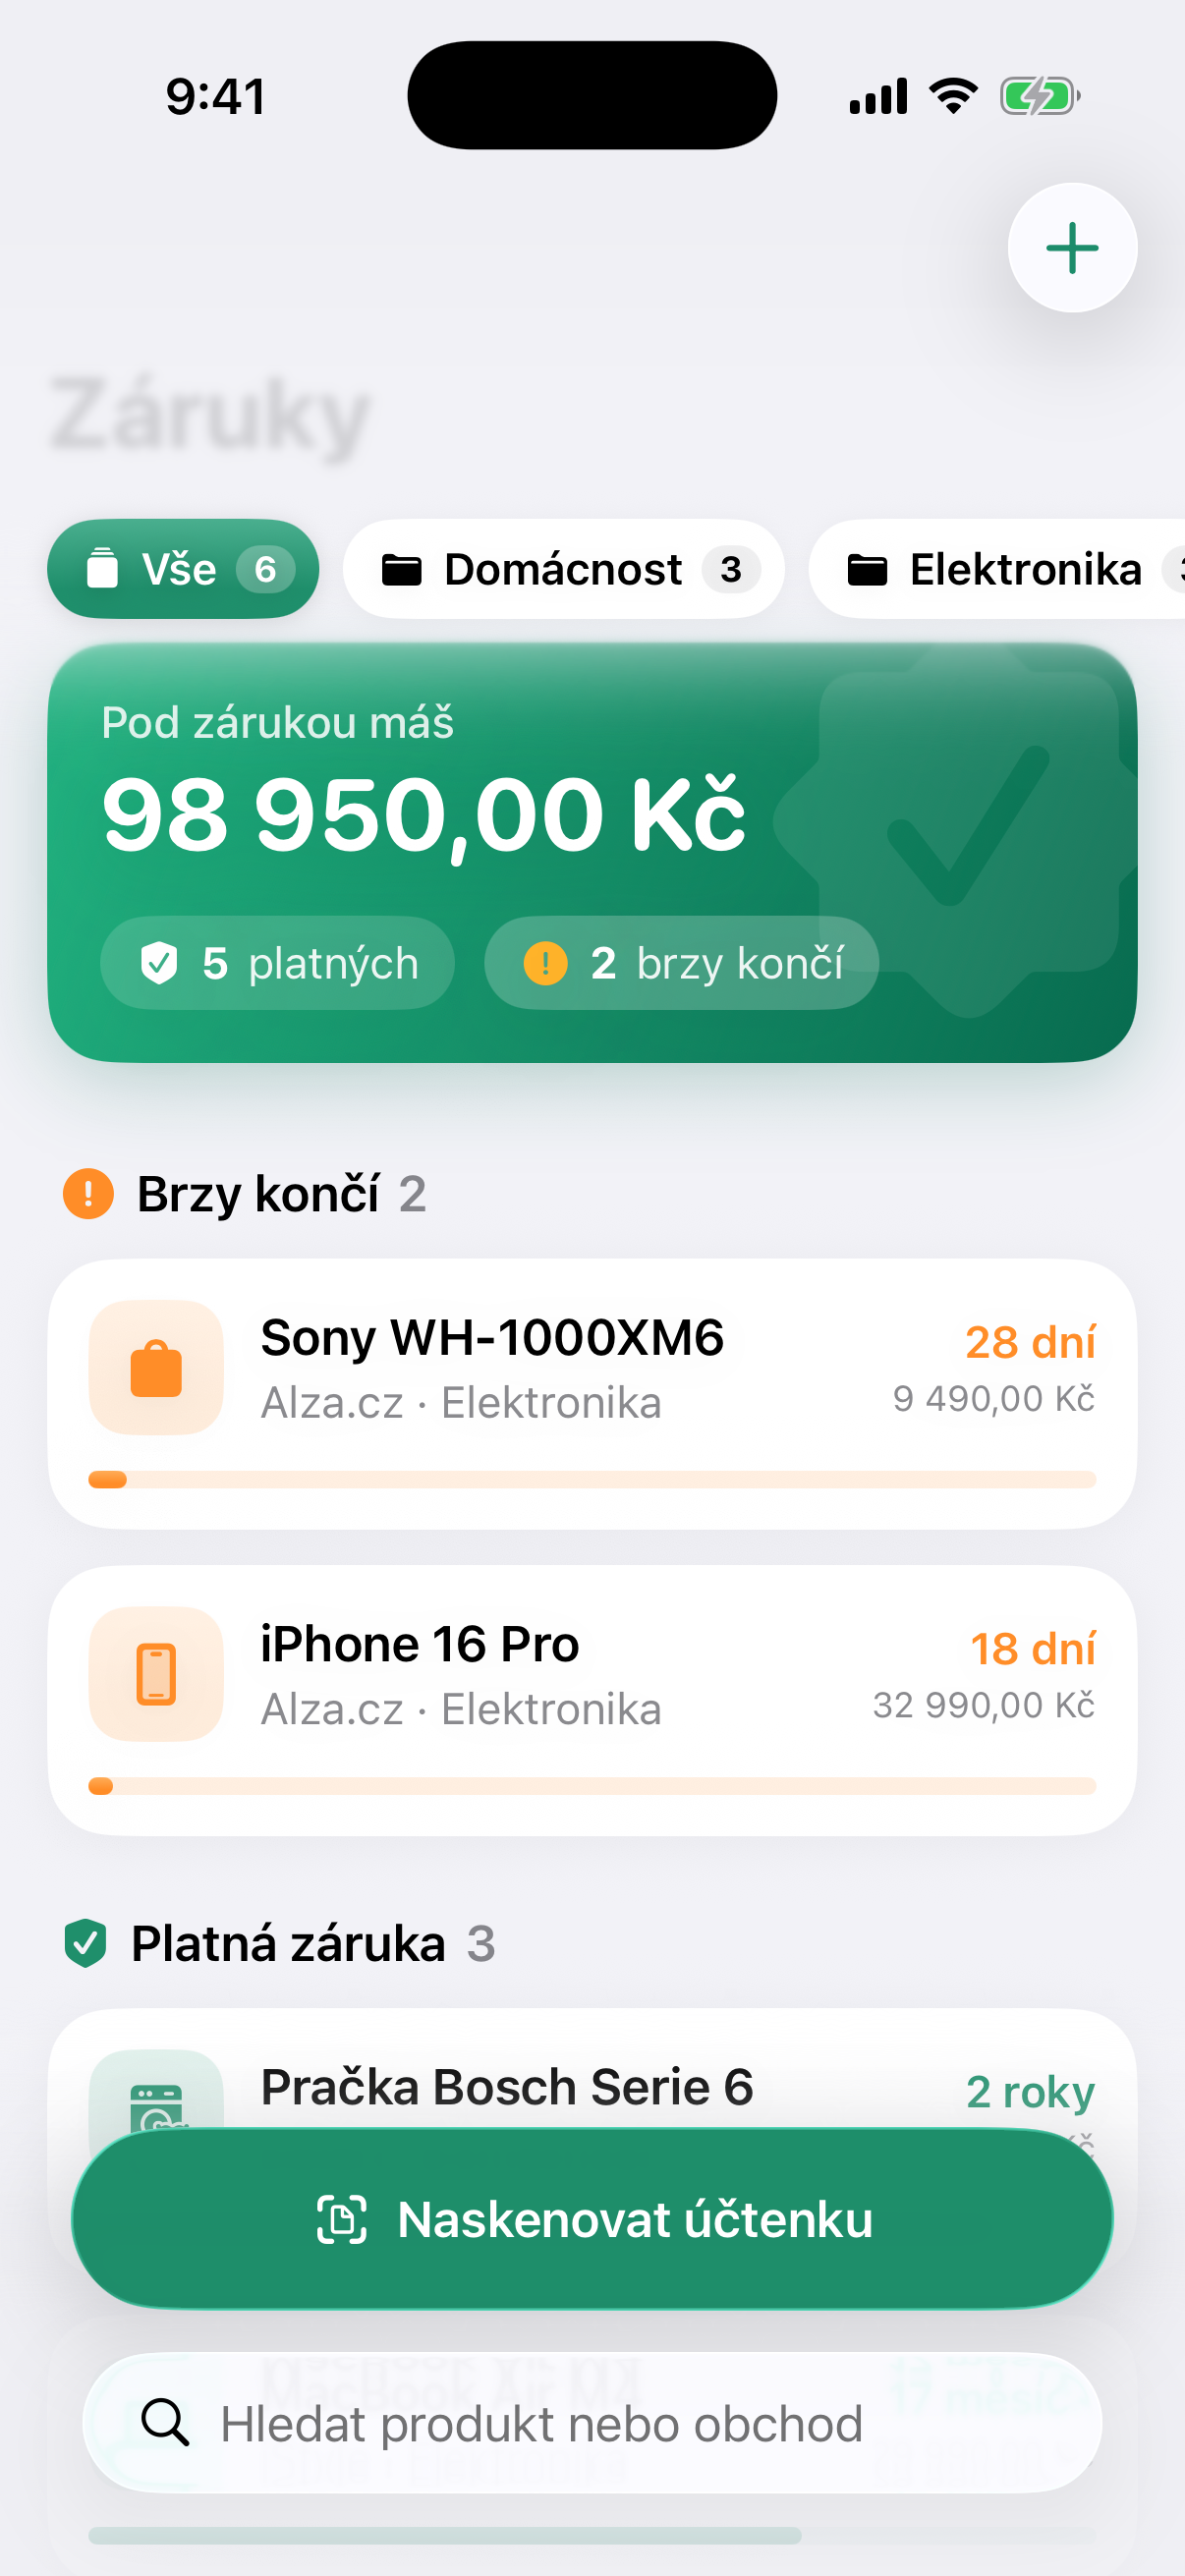 9:41
Záruky
Vše 6
Domácnost 3
Elektronika
Pod zárukou máš
98 950,00 Kč
5 platných
2 brzy končí
Brzy končí 2
Sony WH-1000XM6
28 dní
Alza.cz · Elektronika
9 490,00 Kč
iPhone 16 Pro
18 dní
Alza.cz · Elektronika
32 990,00 Kč
Platná záruka 3
Pračka Bosch Serie 6
2 roky
Naskenovat účtenku
MacBook Air M4
Hledat produkt nebo obchod